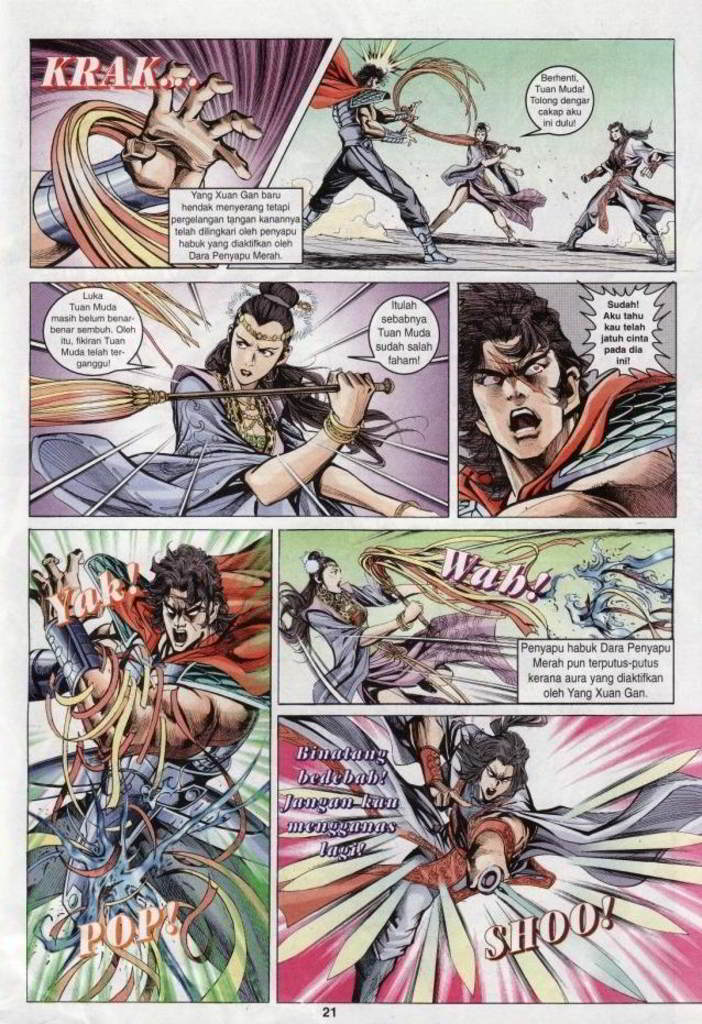 KRAK...
Yang Xuan Gan baru
hendak menyerang tetapi
pergelangan tangan kanannya
telah dilingkari oleh penyapu
habuk yang diaktifkan oleh
Dara Penyapu Merah.
Berhenti,
Tuan Muda!
Tolong dengar
cakap aku
ini dulu!
Luka
Tuan Muda
masih belum benar-
benar sembuh. Oleh
itu, fikiran Tuan
Muda telah ter-
ganggu!
Itulah
sebabnya
Tuan Muda
sudah salah
faham!
Sudah!
Aku tahu
kau telah
jatuh cinta
pada dia
ini!
Yak!
POP!
Wah!
Penyapu habuk Dara Penyapu
Merah pun terputus-putus
kerana aura yang diaktifkan
oleh Yang Xuan Gan.
Binatang
bedebah!
Jangan kau
mengganas
lagi!
SHOO!
21